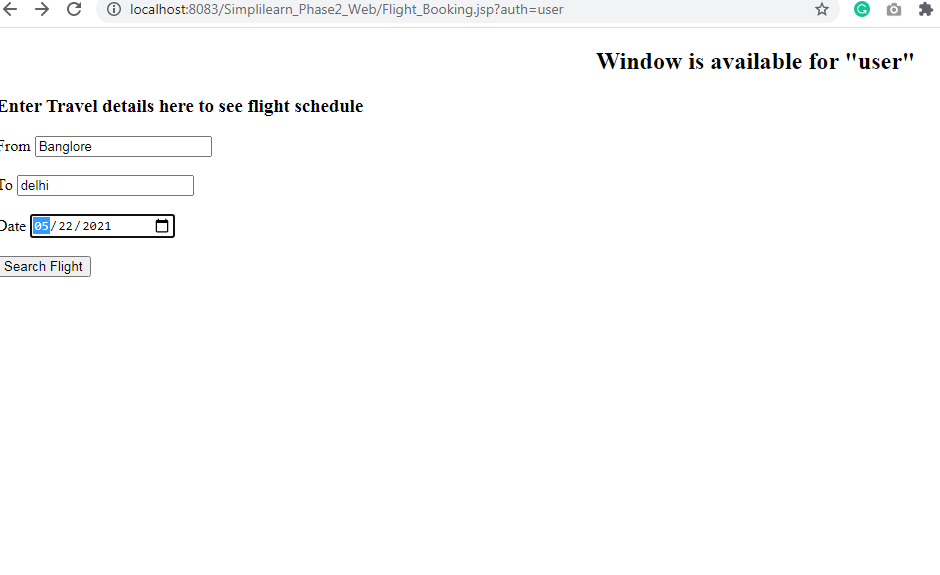 localhost:8083/Simplilearn_Phase2_Web/Flight_Booking.jsp?auth=user
Window is available for "user"
Enter Travel details here to see flight schedule
From Banglore
To delhi
Date 05/22/2021
Search Flight